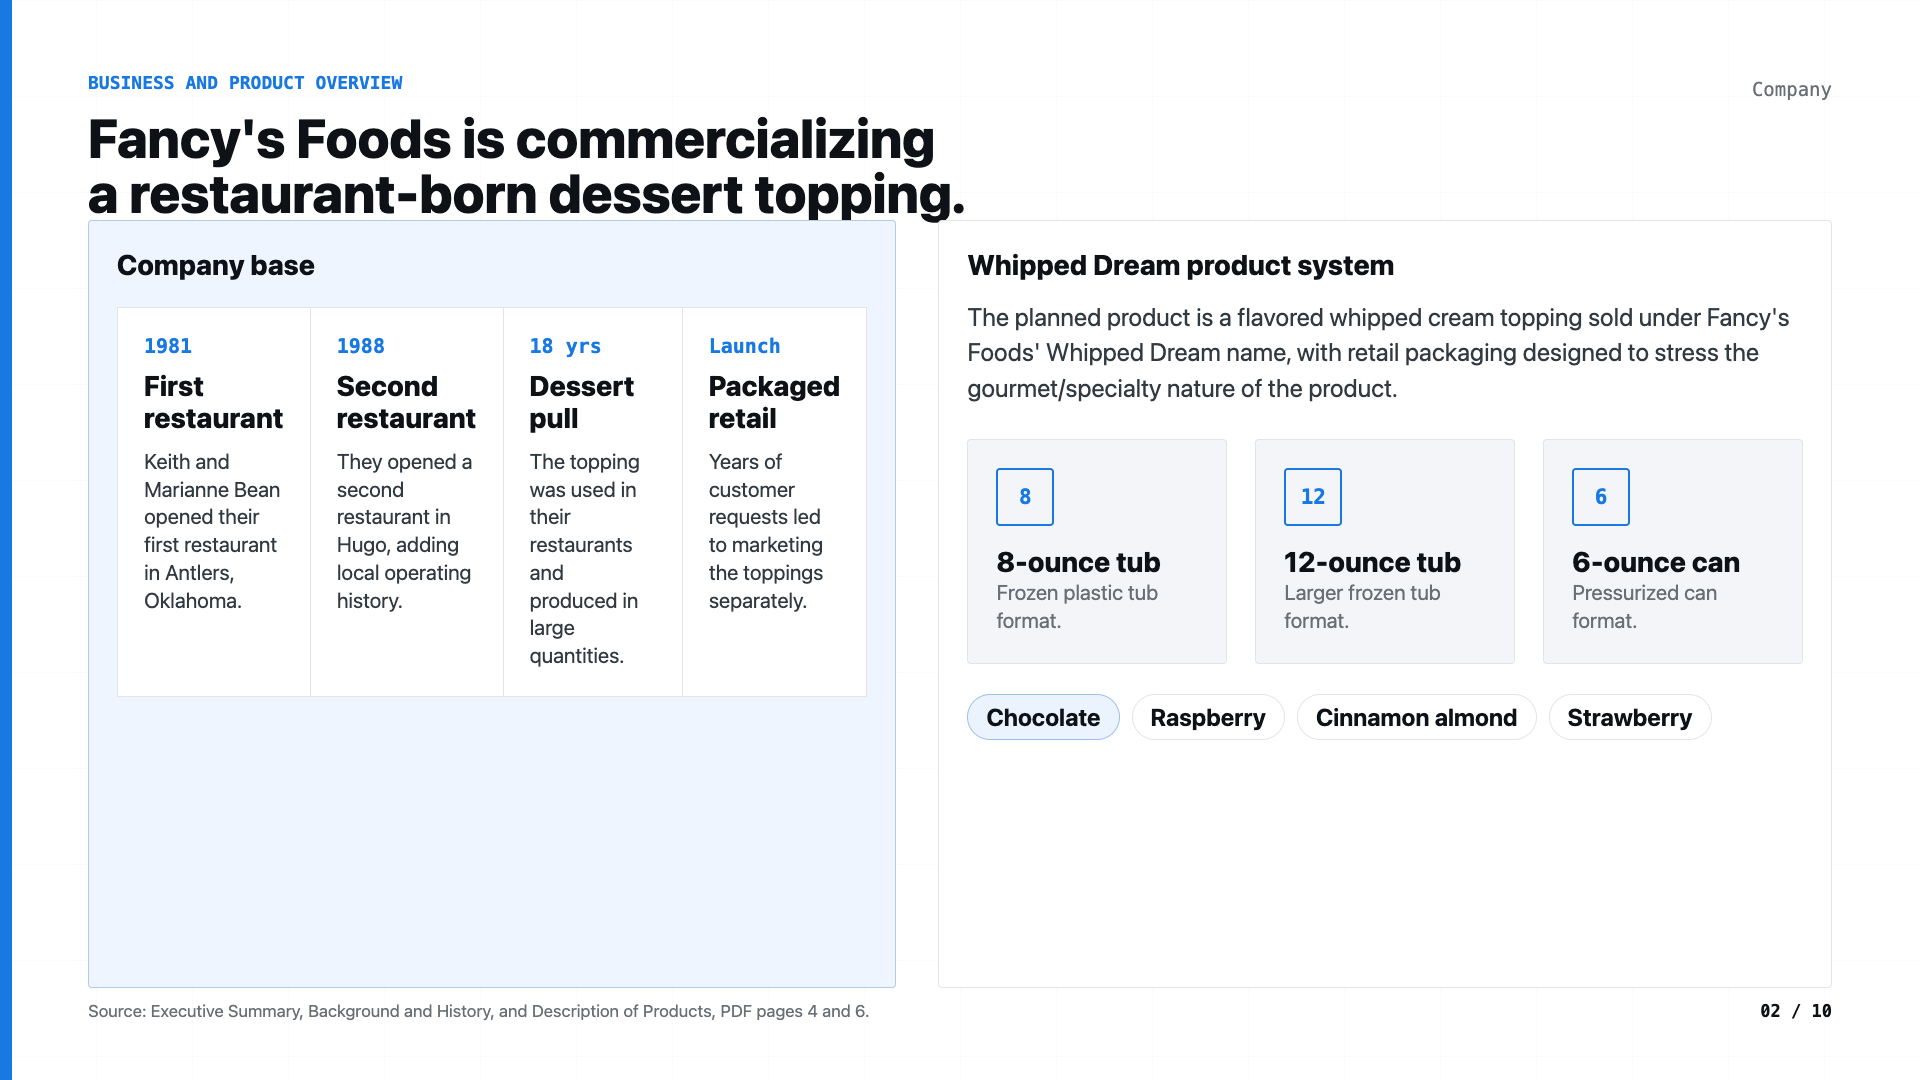 BUSINESS AND PRODUCT OVERVIEW
Company
Fancy's Foods is commercializing
a restaurant-born dessert topping.
Company base
1981
First
restaurant
Keith and
Marianne Bean
opened their
first restaurant
in Antlers,
Oklahoma.
1988
Second
restaurant
They opened a
second
restaurant in
Hugo, adding
local operating
history.
18 yrs
Dessert
pull
The topping
was used in
their
restaurants
and
produced in
large
quantities.
Launch
Packaged
retail
Years of
customer
requests led
to marketing
the toppings
separately.
Whipped Dream product system
The planned product is a flavored whipped cream topping sold under Fancy's
Foods' Whipped Dream name, with retail packaging designed to stress the
gourmet/specialty nature of the product.
8
8-ounce tub
Frozen plastic tub
format.
12
12-ounce tub
Larger frozen tub
format.
6
6-ounce can
Pressurized can
format.
Chocolate
Raspberry
Cinnamon almond
Strawberry
Source: Executive Summary, Background and History, and Description of Products, PDF pages 4 and 6.
02 / 10